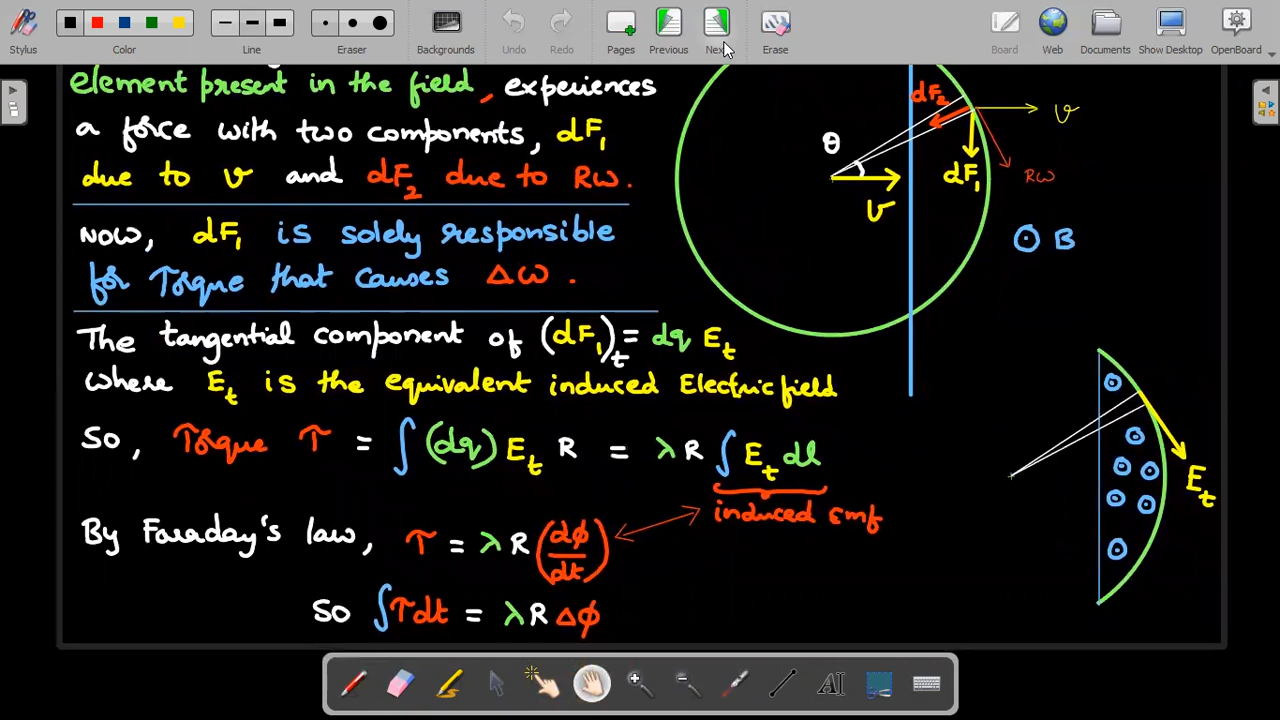 Stylus
Color
Line
Eraser
Backgrounds
Undo
Redo
Pages
Previous
Next
Erase
Board
Web
Documents
Show Desktop
OpenBoard
element present in the field, experiences
a force with two components, dF₁
due to v and dF₂ due to Rω.
Now, dF₁ is solely responsible
for Torque that causes Δω.
The tangential component of (dF₁)ₜ = dq Eₜ
where Eₜ is the equivalent induced Electric field
So, Torque τ = ∫ (dq) Eₜ R = λR ∫ Eₜ dl
induced Emf
By Faraday's law, τ = λR (dϕ/dt)
So ∫τdt = λR Δϕ
dF₂
θ
v
Rω
dF₁
v
B
Eₜ
AI